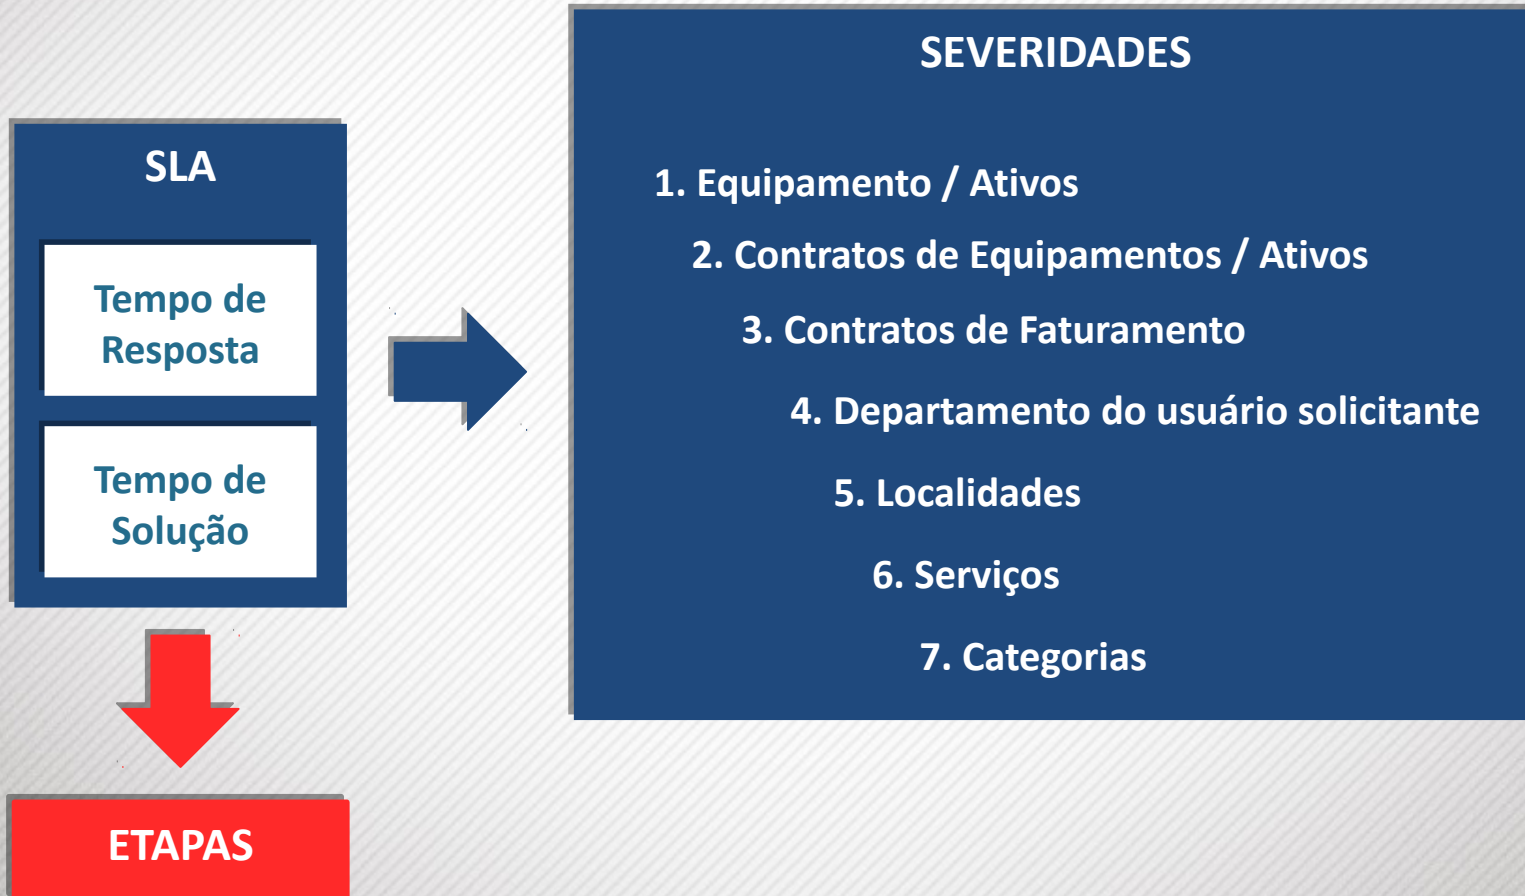 SLA
Tempo de
Resposta
Tempo de
Solução
ETAPAS
SEVERIDADES
1. Equipamento / Ativos
2. Contratos de Equipamentos / Ativos
3. Contratos de Faturamento
4. Departamento do usuário solicitante
5. Localidades
6. Serviços
7. Categorias